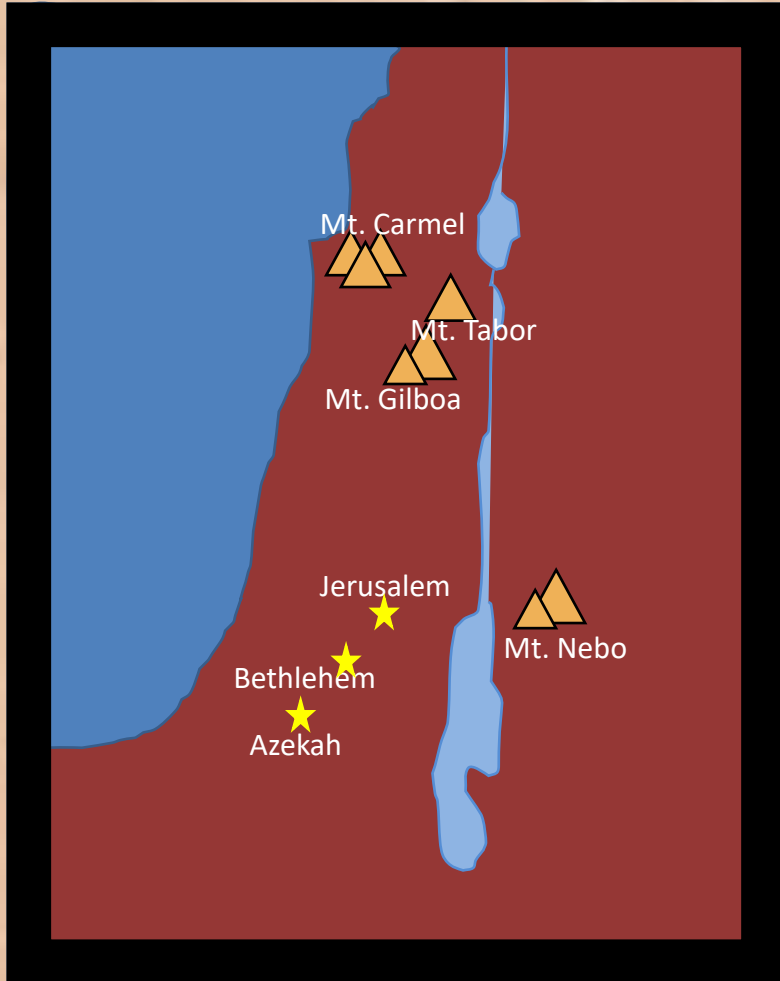 Mt. Carmel
Mt. Tabor
Mt. Gilboa
Jerusalem
Mt. Nebo
Bethlehem
Azekah